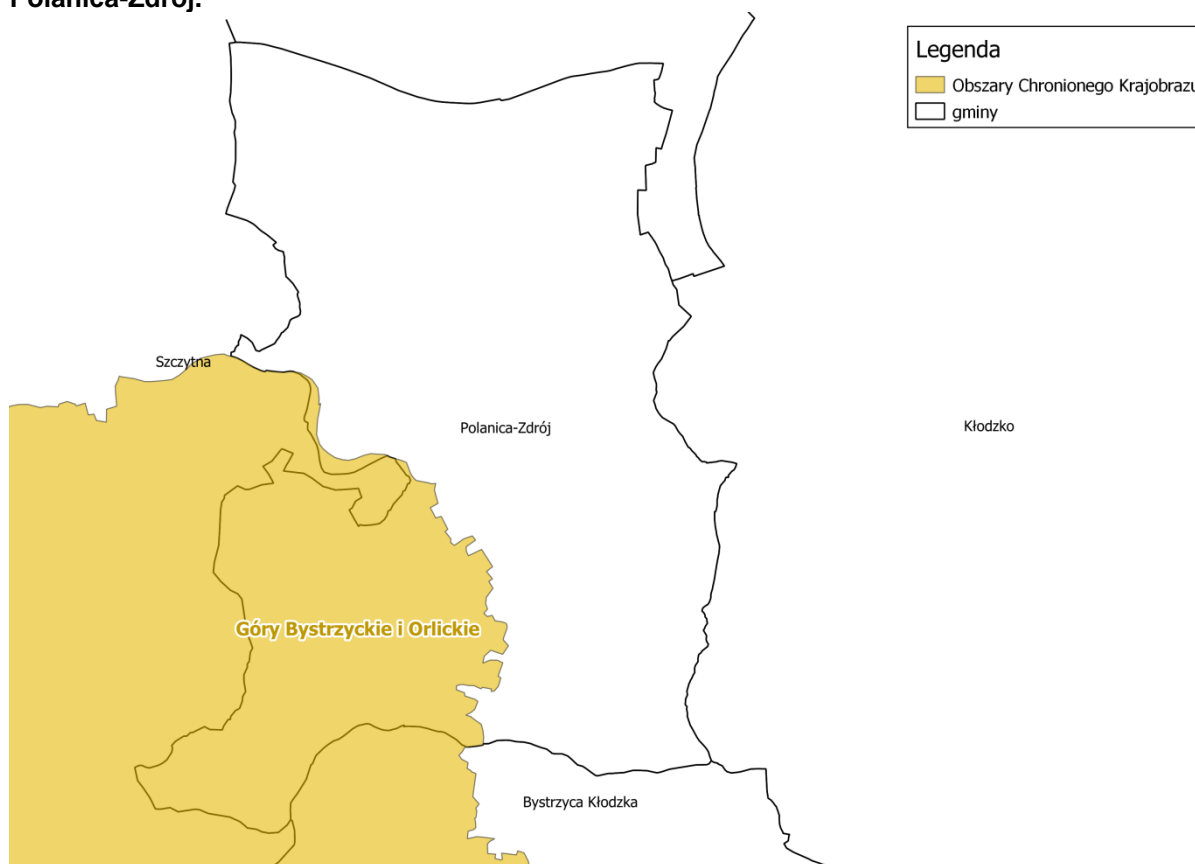 Polanica-Zdrój.
Legenda
Obszary Chronionego Krajobrazu
gminy
Szczytna
Polanica-Zdrój
Kłodzko
Góry Bystrzyckie i Orlickie
Bystrzyca Kłodzka